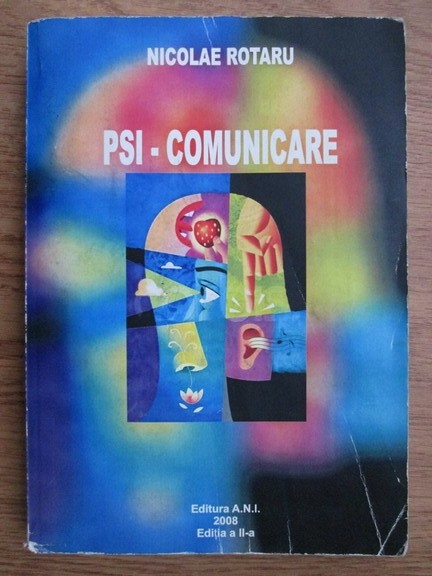 NICOLAE ROTARU
PSI - COMUNICARE
Editura A.N.I.
2008
Ediția a II-a